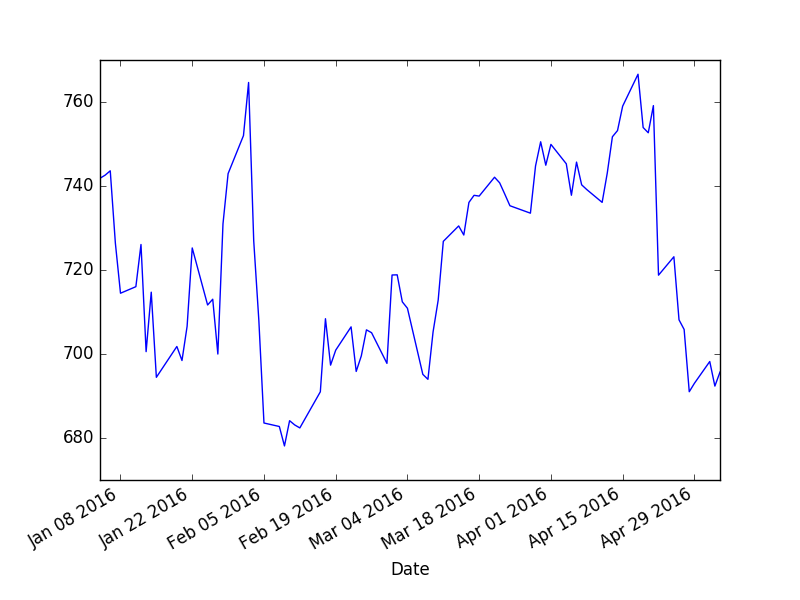 760
740
720
700
680
Jan 08 2016
Jan 22 2016
Feb 05 2016
Feb 19 2016
Mar 04 2016
Mar 18 2016
Apr 01 2016
Apr 15 2016
Apr 29 2016
Date